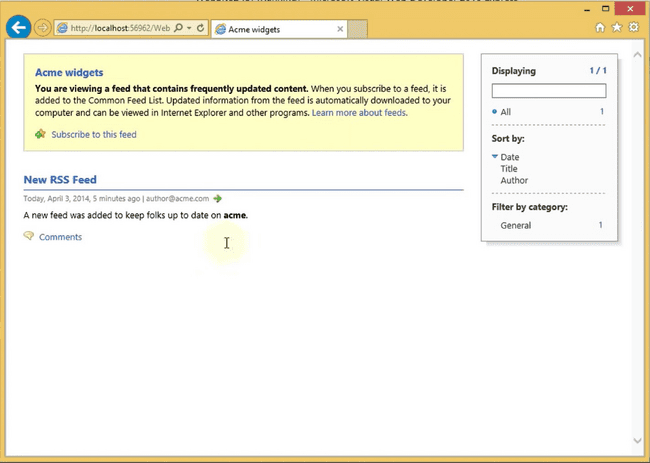 http://localhost:56962/Web
Acme widgets
Acme widgets
You are viewing a feed that contains frequently updated content. When you subscribe to a feed, it is
added to the Common Feed List. Updated information from the feed is automatically downloaded to your
computer and can be viewed in Internet Explorer and other programs. Learn more about feeds.
Subscribe to this feed
New RSS Feed
Today, April 3, 2014, 5 minutes ago | author@acme.com
A new feed was added to keep folks up to date on acme.
Comments
Displaying 1 / 1
All 1
Sort by:
Date
Title
Author
Filter by category:
General 1